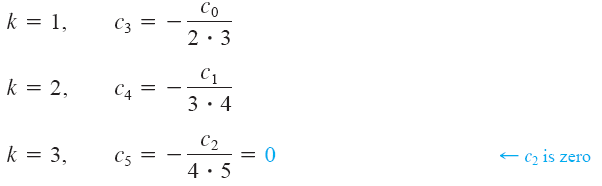 k = 1, c₃ = − c₀ / (2 · 3)
k = 2, c₄ = − c₁ / (3 · 4)
k = 3, c₅ = − c₂ / (4 · 5) = 0 ← c₂ is zero